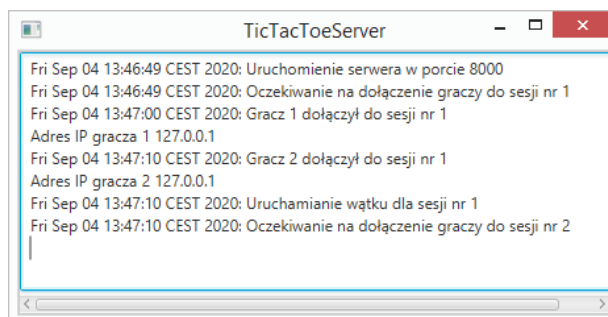 TicTacToeServer
Fri Sep 04 13:46:49 CEST 2020: Uruchomienie serwera w porcie 8000
Fri Sep 04 13:46:49 CEST 2020: Oczekiwanie na dołączenie graczy do sesji nr 1
Fri Sep 04 13:47:00 CEST 2020: Gracz 1 dołączył do sesji nr 1
Adres IP gracza 1 127.0.0.1
Fri Sep 04 13:47:10 CEST 2020: Gracz 2 dołączył do sesji nr 1
Adres IP gracza 2 127.0.0.1
Fri Sep 04 13:47:10 CEST 2020: Uruchamianie wątku dla sesji nr 1
Fri Sep 04 13:47:10 CEST 2020: Oczekiwanie na dołączenie graczy do sesji nr 2